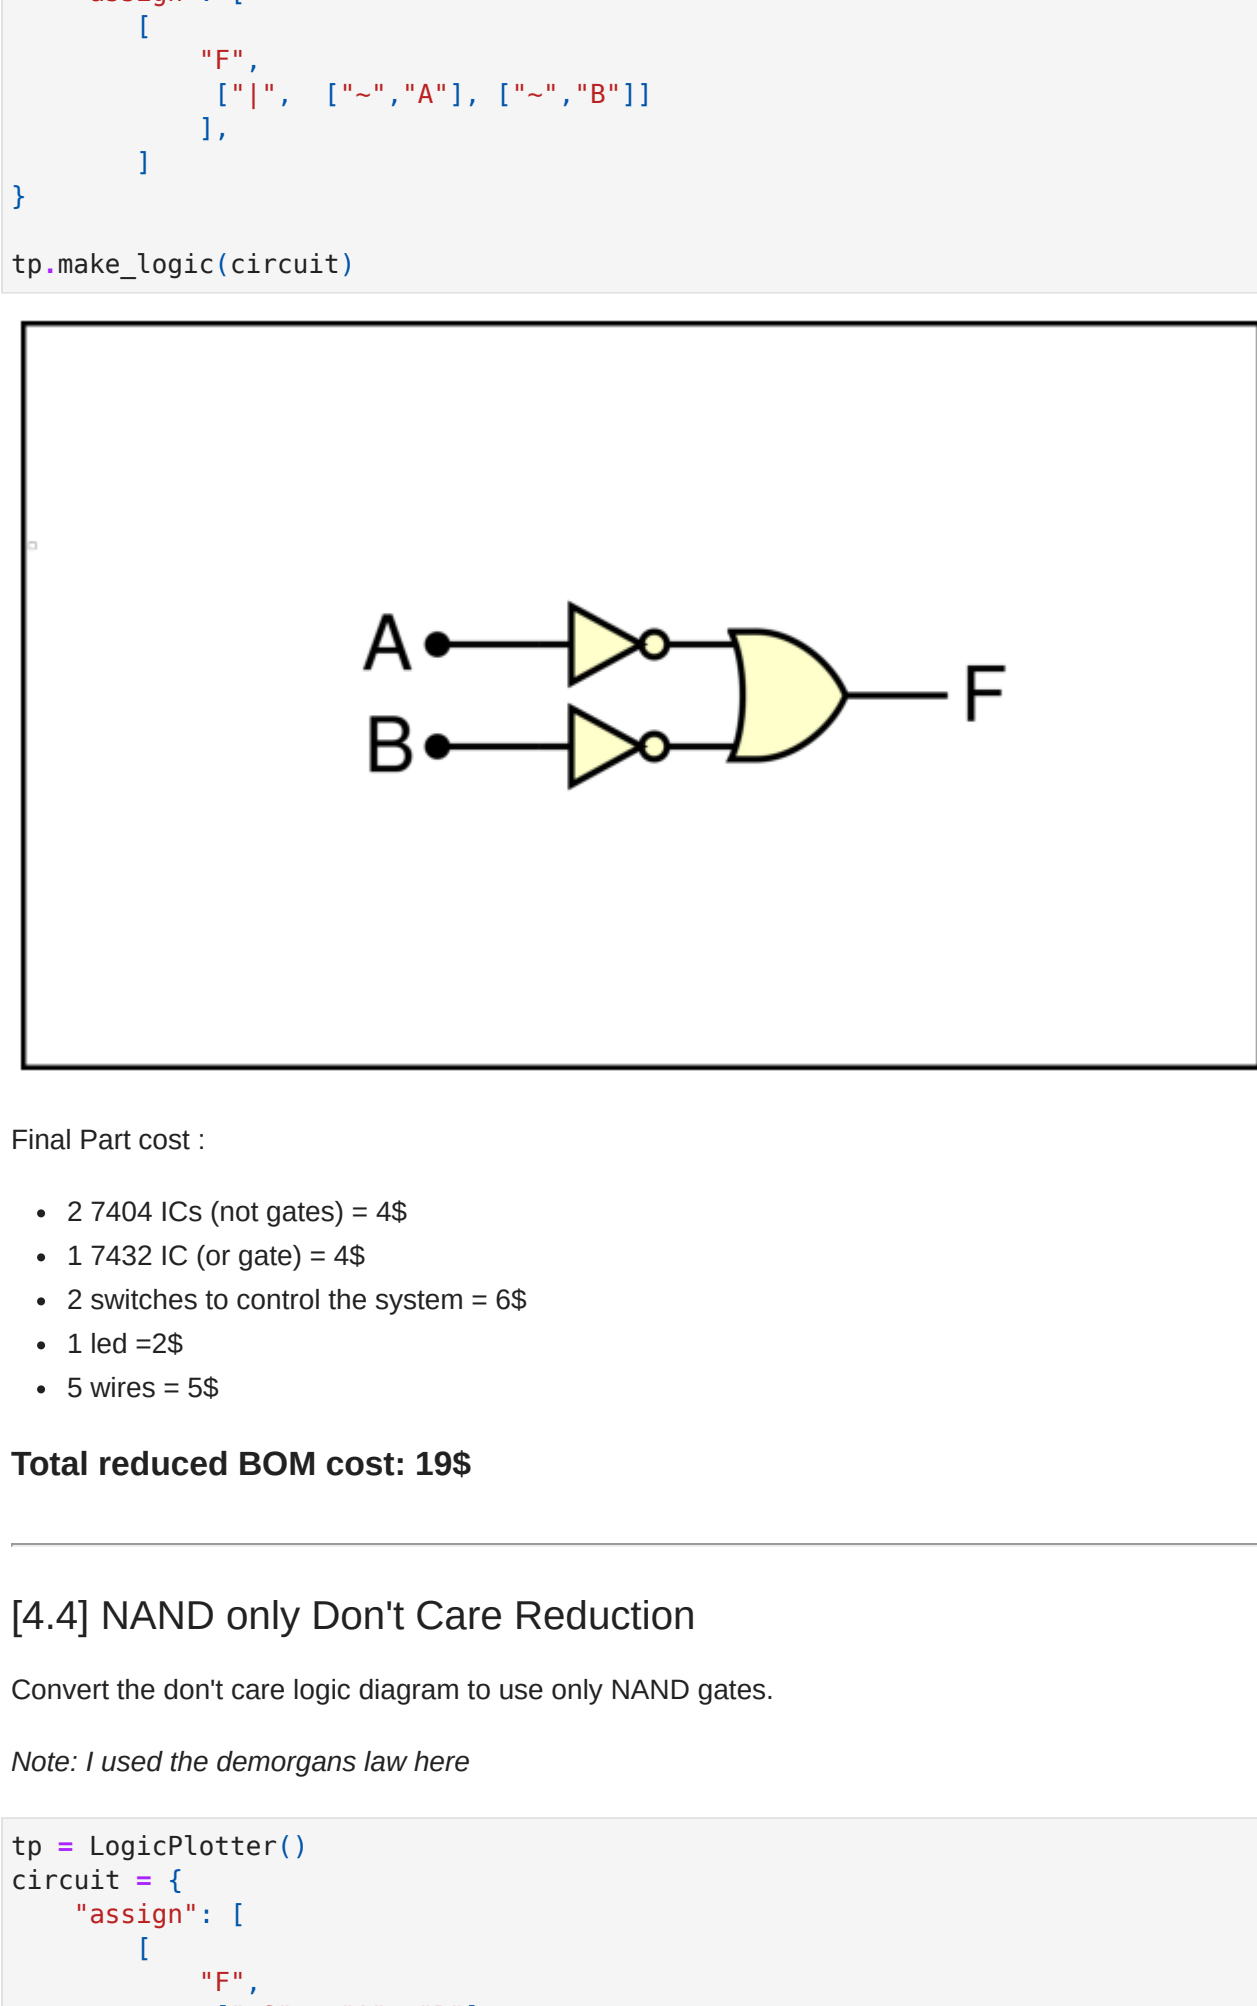 [
"F",
["|",  ["~","A"], ["~","B"]]
],
]
}
tp.make_logic(circuit)
A
B
F
Final Part cost :
• 2 7404 ICs (not gates) = 4$
• 1 7432 IC (or gate) = 4$
• 2 switches to control the system = 6$
• 1 led =2$
• 5 wires = 5$
Total reduced BOM cost: 19$
[4.4] NAND only Don't Care Reduction
Convert the don't care logic diagram to use only NAND gates.
Note: I used the demorgans law here
tp = LogicPlotter()
circuit = {
"assign": [
[
"F",